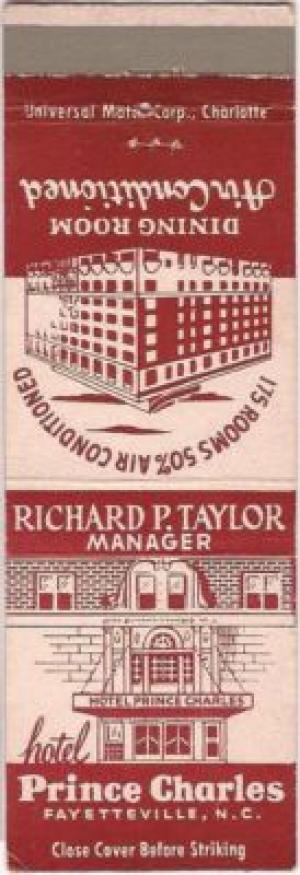 Universal Match Corp., Charlotte
DINING ROOM
Air Conditioned
175 ROOMS 50% AIR CONDITIONED
RICHARD P. TAYLOR
MANAGER
HOTEL PRINCE CHARLES
hotel
Prince Charles
FAYETTEVILLE, N.C.
Close Cover Before Striking